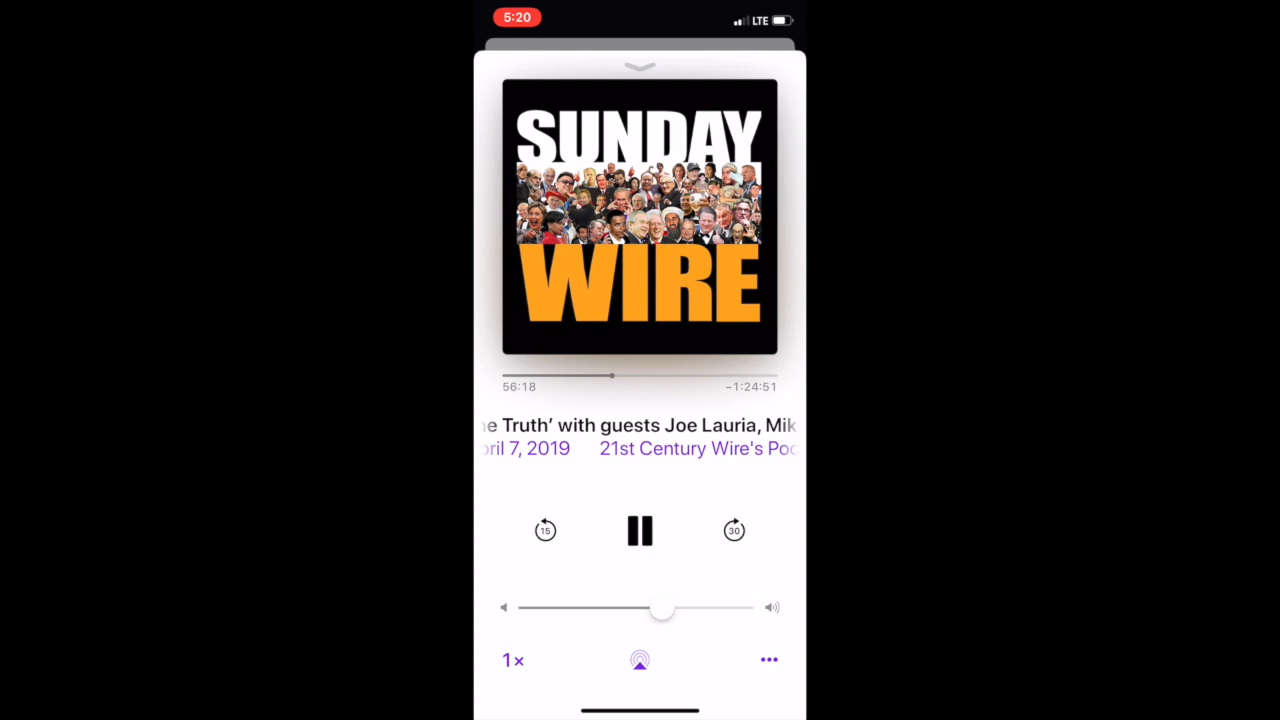 5:20
LTE
SUNDAY
WIRE
56:18
−1:24:51
e Truth’ with guests Joe Lauria, Mik
pril 7, 2019 21st Century Wire's Poc
15
30
1×